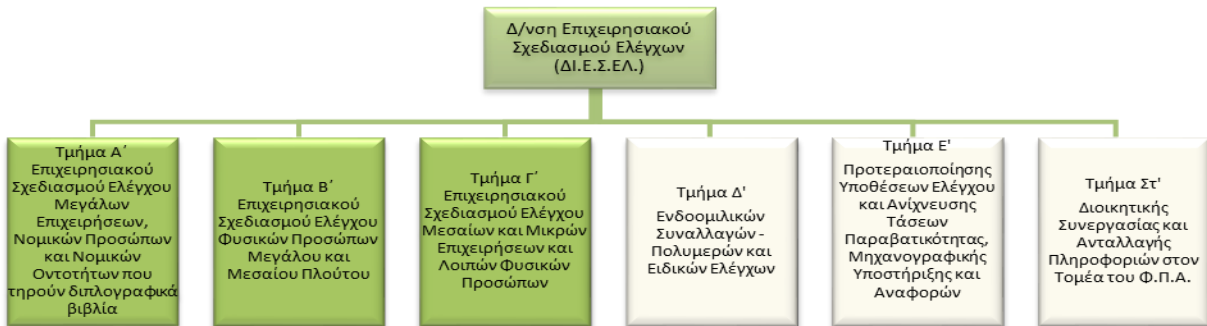 Δ/νση Επιχειρησιακού
Σχεδιασμού Ελέγχων
(ΔΙ.Ε.Σ.ΕΛ.)
Τμήμα Α΄
Επιχειρησιακού
Σχεδιασμού Ελέγχου
Μεγάλων
Επιχειρήσεων,
Νομικών Προσώπων
και Νομικών
Οντοτήτων που
τηρούν διπλογραφικά
βιβλία
Τμήμα Β΄
Επιχειρησιακού
Σχεδιασμού Ελέγχου
Φυσικών Προσώπων
Μεγάλου και
Μεσαίου Πλούτου
Τμήμα Γ΄
Επιχειρησιακού
Σχεδιασμού Ελέγχου
Μεσαίων και Μικρών
Επιχειρήσεων και
Λοιπών Φυσικών
Προσώπων
Τμήμα Δ'
Ενδοομιλικών
Συναλλαγών -
Πολυμερών και
Ειδικών Ελέγχων
Τμήμα Ε'
Προτεραιοποίησης
Υποθέσεων Ελέγχου
και Ανίχνευσης
Τάσεων
Παραβατικότητας,
Μηχανογραφικής
Υποστήριξης και
Αναφορών
Τμήμα Στ'
Διοικητικής
Συνεργασίας και
Ανταλλαγής
Πληροφοριών στον
Τομέα του Φ.Π.Α.